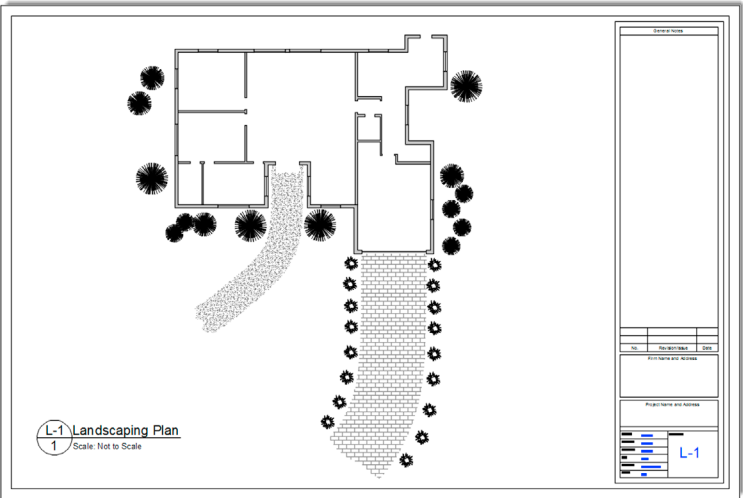 General Notes
No. Revision/Issue Date
Firm Name and Address
Project Name and Address
L-1
L-1 Landscaping Plan
1 Scale: Not to Scale